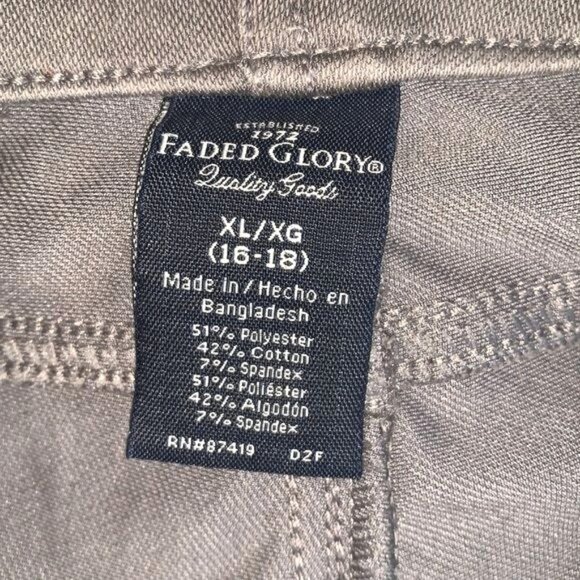 ESTABLISHED
1972
FADED GLORY®
Quality Goods
XL/XG
(16-18)
Made in/Hecho en
Bangladesh
51% Polyester
42% Cotton
7% Spandex
51% Poliéster
42% Algodón
7% Spandex
RN#87419 D2F